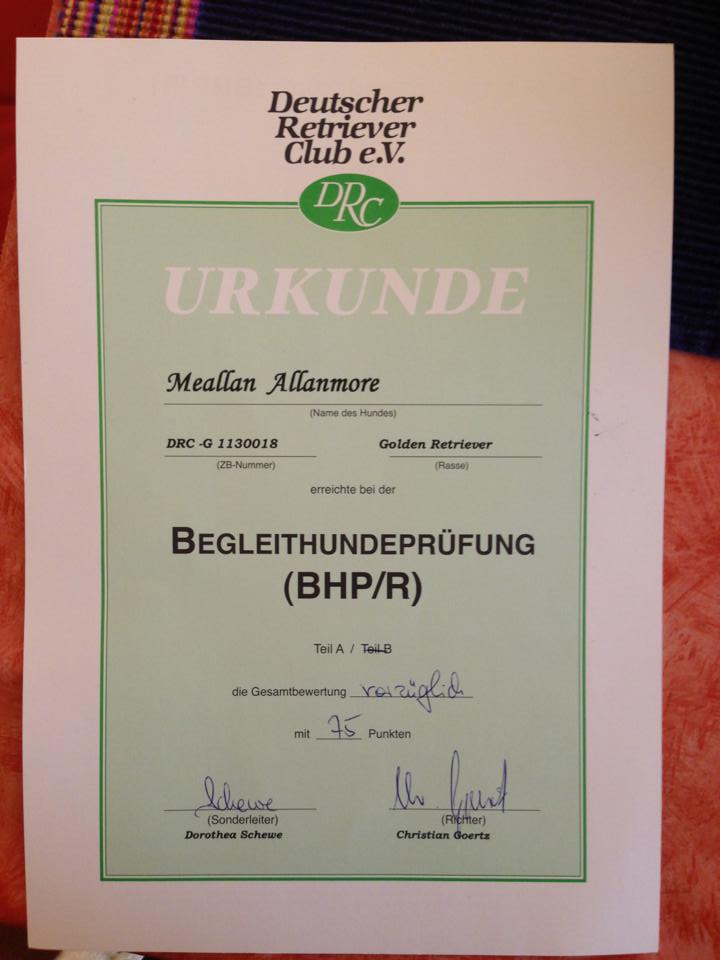 Deutscher
Retriever
Club e.V.
DRC
URKUNDE
Meallan Allanmore
(Name des Hundes)
DRC -G 1130018 Golden Retriever
(ZB-Nummer) (Rasse)
erreichte bei der
BEGLEITHUNDEPRÜFUNG
(BHP/R)
Teil A / Teil B
die Gesamtbewertung vorzüglich
mit 75 Punkten
Schewe
(Sonderleiter) (Richter)
Dorothea Schewe Christian Goertz